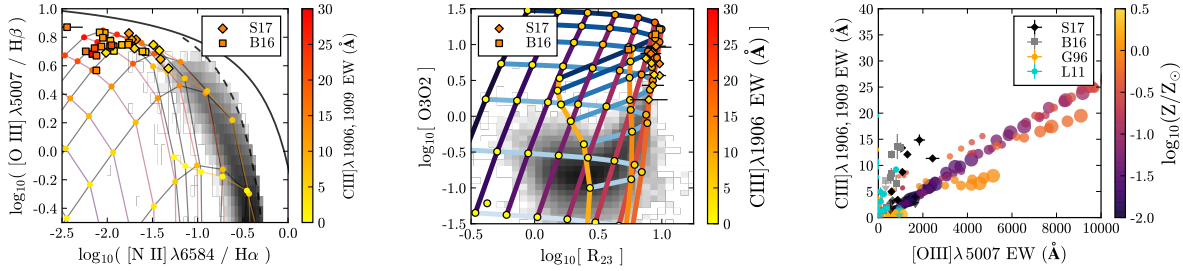 S17
B16
log₁₀( [O III] λ5007 / Hβ )
1.0
0.8
0.6
0.4
0.2
0.0
-0.2
-0.4
-2.5 -2.0 -1.5 -1.0 -0.5 0.0
log₁₀( [N II] λ6584 / Hα )
30
25
20
15
10
5
0
CIII]λ1906, 1909 EW (Å)
S17
B16
log₁₀[ O3O2 ]
1.5
1.0
0.5
0.0
-0.5
-1.0
-1.5
-0.5 0.0 0.5 1.0
log₁₀[ R₂₃ ]
30
25
20
15
10
5
0
CIII]λ1906 EW (Å) ]
S17
B16
G96
L11
CIII]λ 1906, 1909 EW (Å)
40
35
30
25
20
15
10
5
0
0 2000 4000 6000 8000 10000
[OIII]λ 5007 EW (Å)
0.5
0.0
-0.5
-1.0
-1.5
-2.0
log₁₀(Z/Z☉)